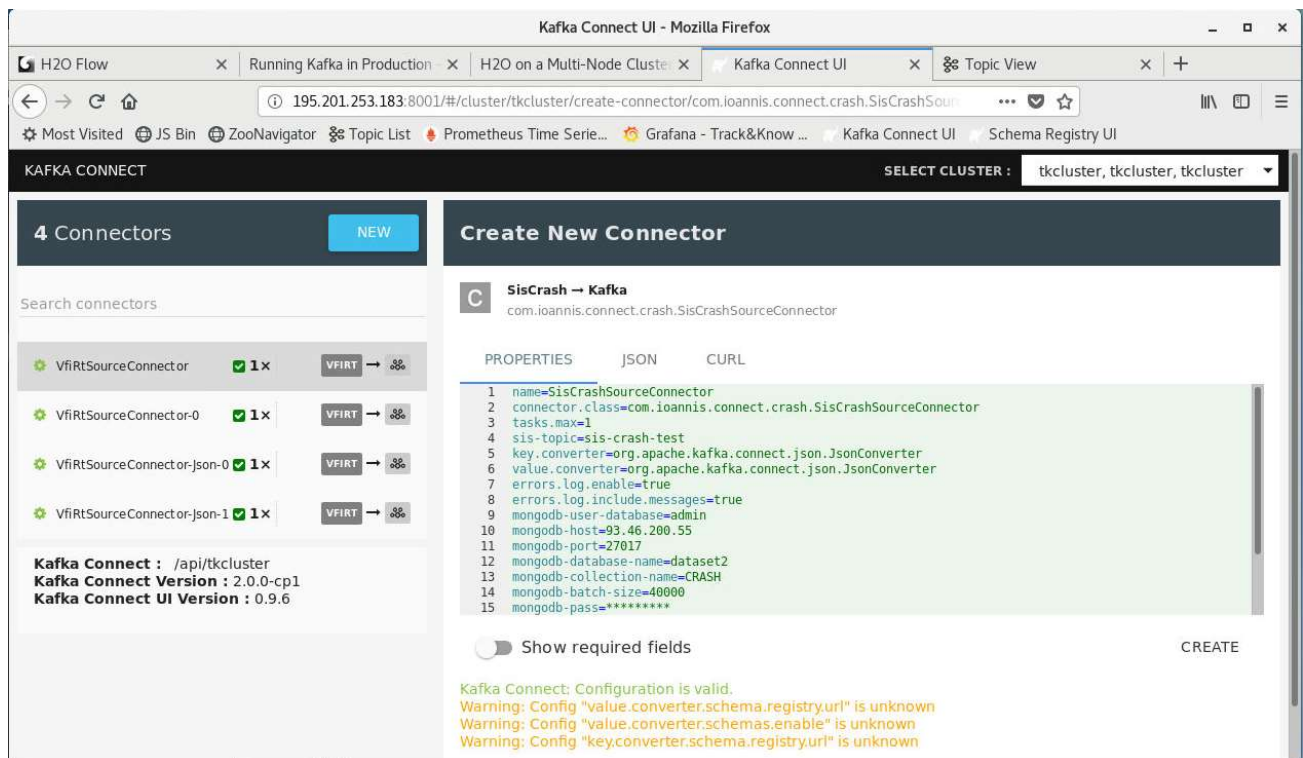 Kafka Connect UI - Mozilla Firefox
H2O Flow
Running Kafka in Production -
H2O on a Multi-Node Cluster
Kafka Connect UI
Topic View
195.201.253.183:8001/#/cluster/tkcluster/create-connector/com.ioannis.connect.crash.SisCrashSour
Most Visited JS Bin ZooNavigator Topic List Prometheus Time Serie... Grafana - Track&Know ... Kafka Connect UI Schema Registry UI
KAFKA CONNECT
SELECT CLUSTER :
tkcluster, tkcluster, tkcluster
4 Connectors
NEW
Search connectors
VfiRtSourceConnector 1× VFIRT →
VfiRtSourceConnector-0 1× VFIRT →
VfiRtSourceConnector-Json-0 1× VFIRT →
VfiRtSourceConnector-Json-1 1× VFIRT →
Kafka Connect : /api/tkcluster
Kafka Connect Version : 2.0.0-cp1
Kafka Connect UI Version : 0.9.6
Create New Connector
C
SisCrash → Kafka
com.ioannis.connect.crash.SisCrashSourceConnector
PROPERTIES JSON CURL
1 name=SisCrashSourceConnector
2 connector.class=com.ioannis.connect.crash.SisCrashSourceConnector
3 tasks.max=1
4 sis-topic=sis-crash-test
5 key.converter=org.apache.kafka.connect.json.JsonConverter
6 value.converter=org.apache.kafka.connect.json.JsonConverter
7 errors.log.enable=true
8 errors.log.include.messages=true
9 mongodb-user-database=admin
10 mongodb-host=93.46.200.55
11 mongodb-port=27017
12 mongodb-database-name=dataset2
13 mongodb-collection-name=CRASH
14 mongodb-batch-size=40000
15 mongodb-pass=*********
Show required fields
CREATE
Kafka Connect: Configuration is valid.
Warning: Config "value.converter.schema.registry.url" is unknown
Warning: Config "value.converter.schemas.enable" is unknown
Warning: Config "key.converter.schema.registry.url" is unknown